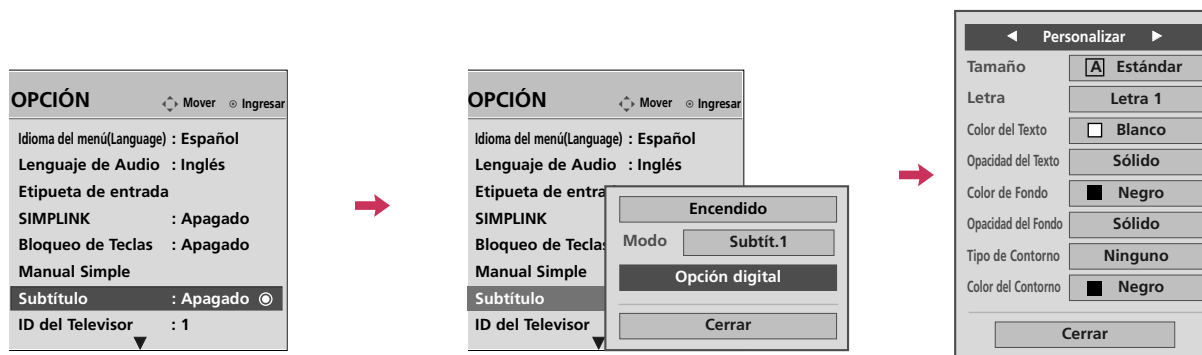 OPCIÓN Mover Ingresar
Idioma del menú(Language) : Español
Lenguaje de Audio : Inglés
Etipueta de entrada
SIMPLINK : Apagado
Bloqueo de Teclas : Apagado
Manual Simple
Subtítulo : Apagado
ID del Televisor : 1
OPCIÓN Mover Ingresar
Idioma del menú(Language) : Español
Lenguaje de Audio : Inglés
Etipueta de entra
SIMPLINK
Bloqueo de Teclas
Manual Simple
Subtítulo
ID del Televisor
Encendido
Modo Subtít.1
Opción digital
Cerrar
Personalizar
Tamaño A Estándar
Letra Letra 1
Color del Texto Blanco
Opacidad del Texto Sólido
Color de Fondo Negro
Opacidad del Fondo Sólido
Tipo de Contorno Ninguno
Color del Contorno Negro
Cerrar